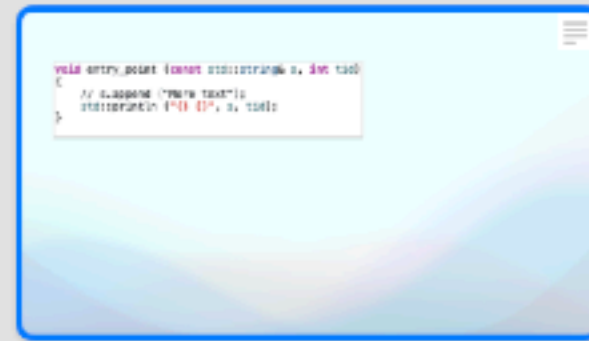 void entry_point (const std::string& s, int tid)
{
    // s.append ("More text");
    std::println ("{} {}", s, tid);
}